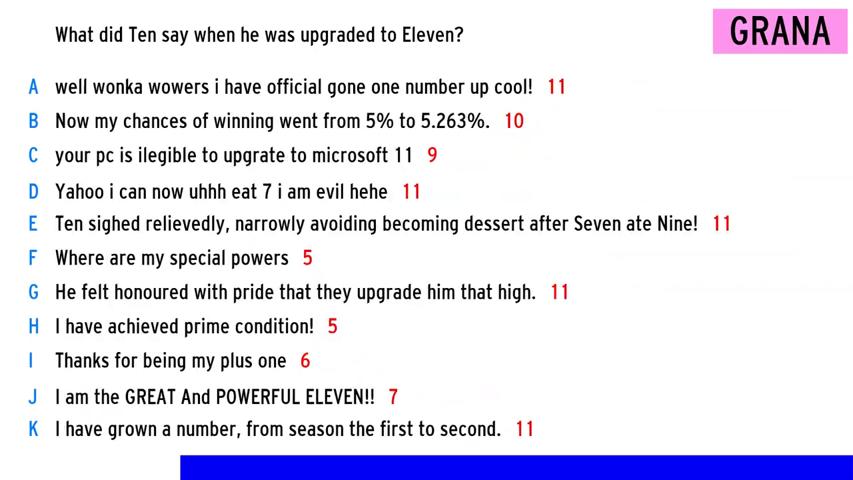 What did Ten say when he was upgraded to Eleven?
GRANA
A well wonka wowers i have official gone one number up cool! 11
B Now my chances of winning went from 5% to 5.263%. 10
C your pc is ilegible to upgrate to microsoft 11 9
D Yahoo i can now uhhh eat 7 i am evil hehe 11
E Ten sighed relievedly, narrowly avoiding becoming dessert after Seven ate Nine! 11
F Where are my special powers 5
G He felt honoured with pride that they upgrade him that high. 11
H I have achieved prime condition! 5
I Thanks for being my plus one 6
J I am the GREAT And POWERFUL ELEVEN!! 7
K I have grown a number, from season the first to second. 11